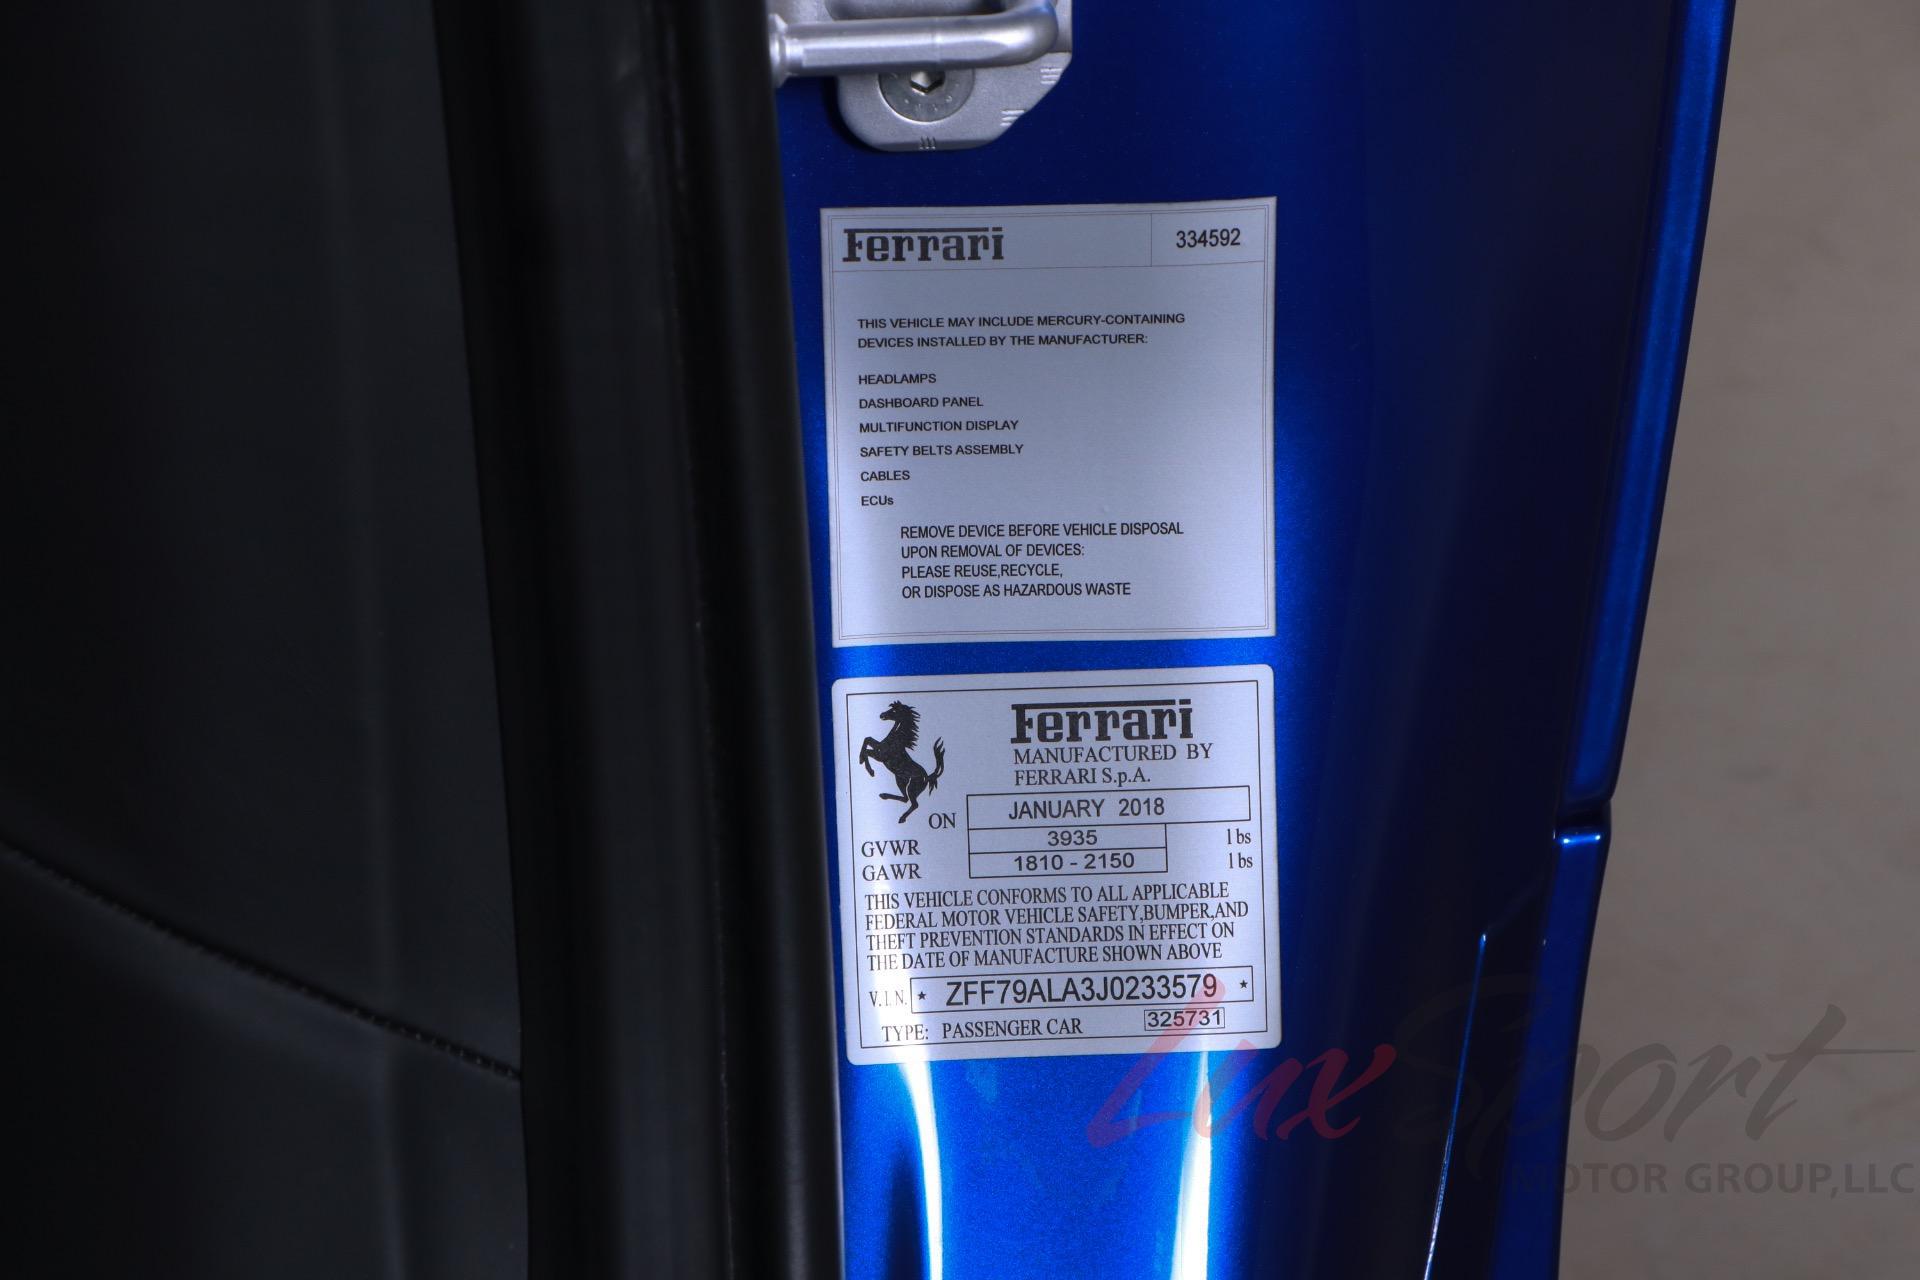 Ferrari 334592
THIS VEHICLE MAY INCLUDE MERCURY-CONTAINING
DEVICES INSTALLED BY THE MANUFACTURER:
HEADLAMPS
DASHBOARD PANEL
MULTIFUNCTION DISPLAY
SAFETY BELTS ASSEMBLY
CABLES
ECUs
REMOVE DEVICE BEFORE VEHICLE DISPOSAL
UPON REMOVAL OF DEVICES:
PLEASE REUSE,RECYCLE,
OR DISPOSE AS HAZARDOUS WASTE
Ferrari
MANUFACTURED BY
FERRARI S.p.A.
ON JANUARY 2018
GVWR 3935 lbs
GAWR 1810 - 2150 lbs
THIS VEHICLE CONFORMS TO ALL APPLICABLE
FEDERAL MOTOR VEHICLE SAFETY,BUMPER,AND
THEFT PREVENTION STANDARDS IN EFFECT ON
THE DATE OF MANUFACTURE SHOWN ABOVE
V.I.N. * ZFF79ALA3J0233579 *
TYPE: PASSENGER CAR 325731
LuxSport
MOTOR GROUP,LLC